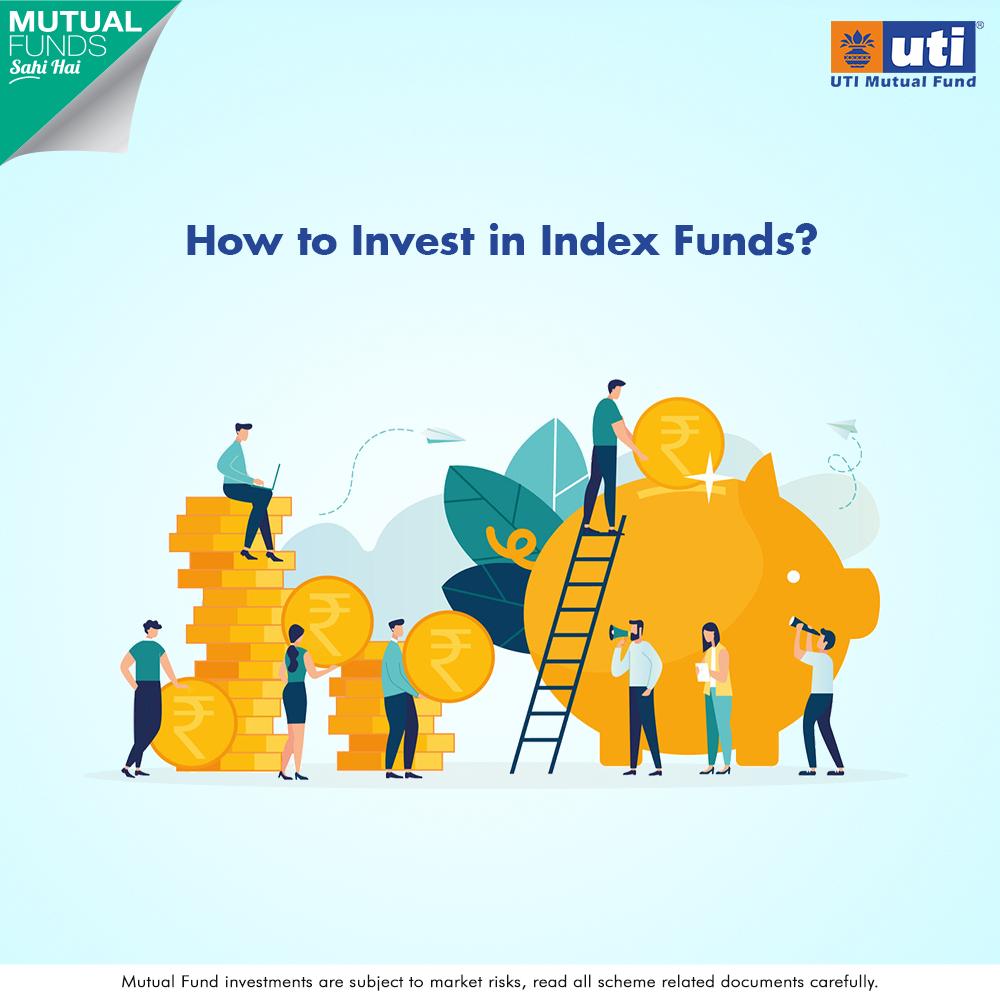 MUTUAL
FUNDS
Sahi Hai
uti®
UTI Mutual Fund
How to Invest in Index Funds?
₹
₹
₹
₹
Mutual Fund investments are subject to market risks, read all scheme related documents carefully.